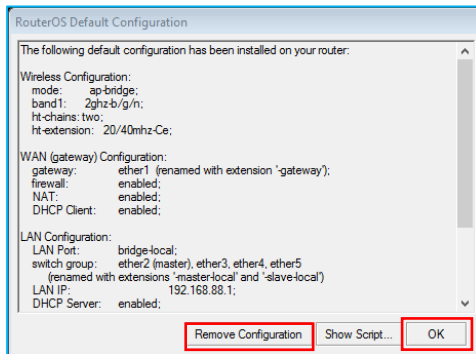 RouterOS Default Configuration
The following default configuration has been installed on your router:
Wireless Configuration:
mode: ap-bridge;
band1: 2ghz-b/g/n;
ht-chains: two;
ht-extension: 20/40mhz-Ce;
WAN (gateway) Configuration:
gateway: ether1 (renamed with extension '-gateway');
firewall: enabled;
NAT: enabled;
DHCP Client: enabled;
LAN Configuration:
LAN Port: bridge-local;
switch group: ether2 (master), ether3, ether4, ether5
(renamed with extensions '-master-local' and '-slave-local')
LAN IP: 192.168.88.1;
DHCP Server: enabled;
Remove Configuration Show Script... OK